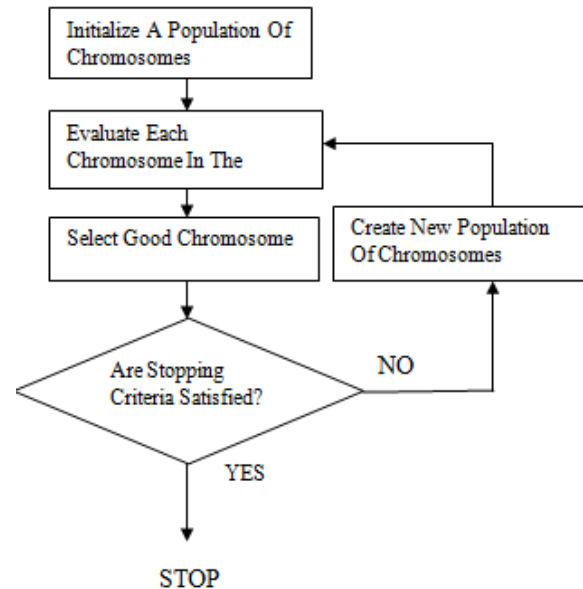 Initialize A Population Of
Chromosomes
Evaluate Each
Chromosome In The
Select Good Chromosome
Create New Population
Of Chromosomes
Are Stopping
Criteria Satisfied?
NO
YES
STOP